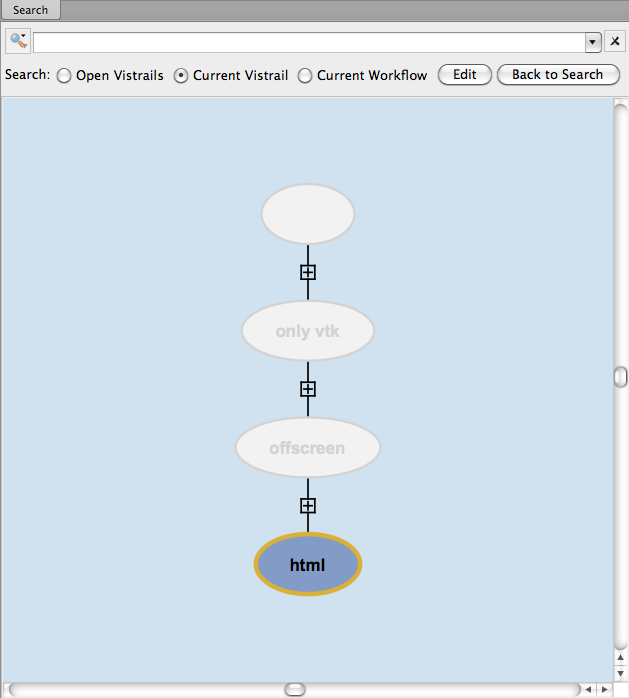 Search
Search: Open Vistrails Current Vistrail Current Workflow Edit Back to Search
only vtk
offscreen
html